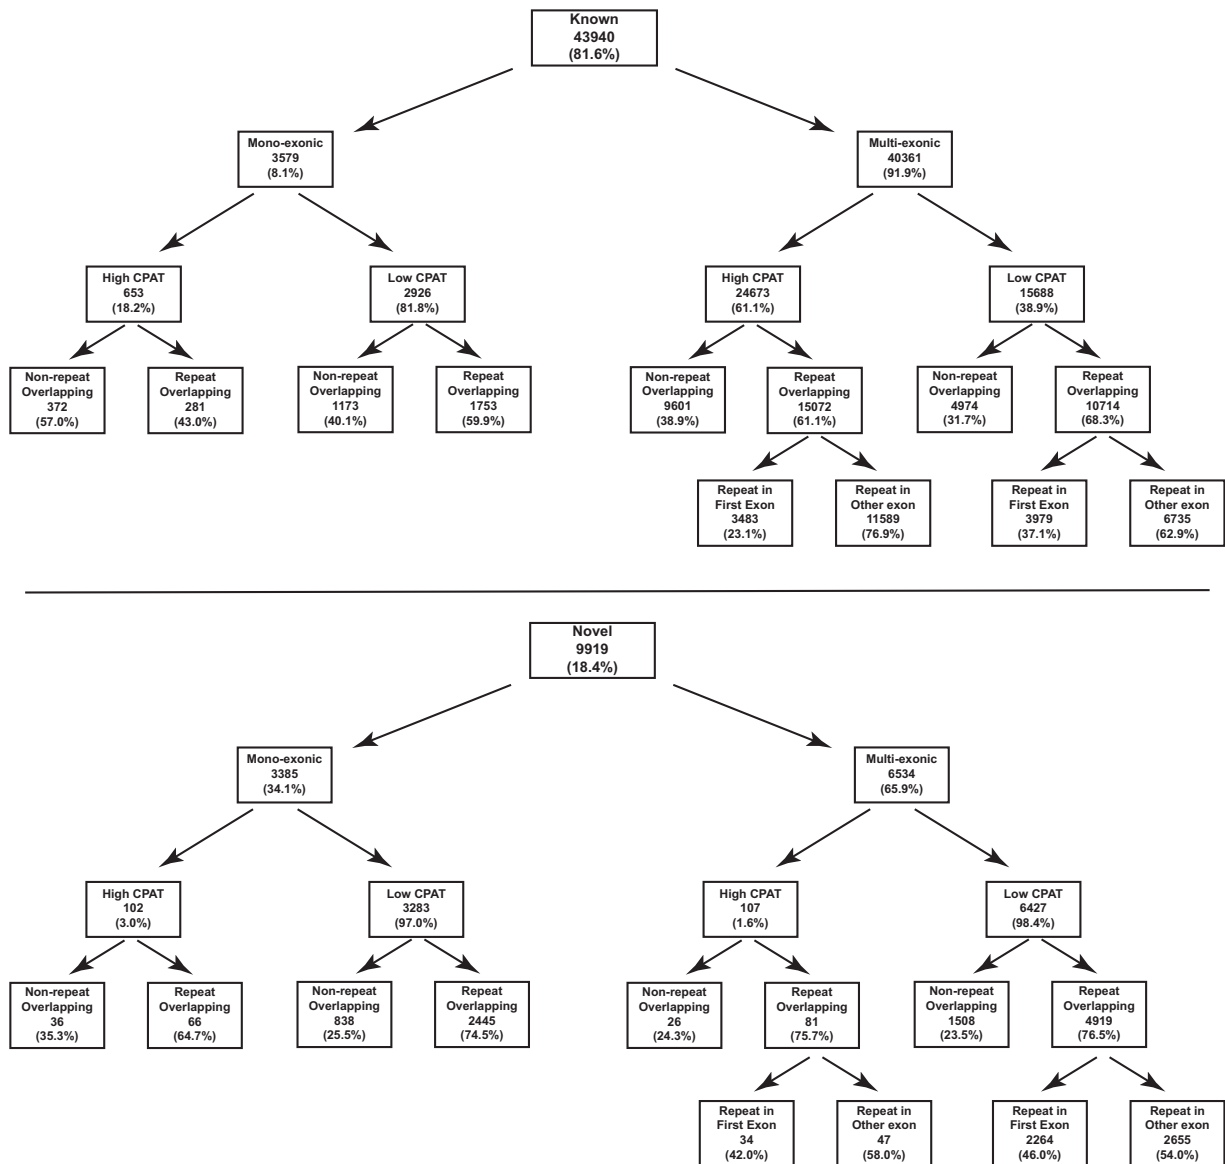 Known
43940
(81.6%)
Mono-exonic
3579
(8.1%)
Multi-exonic
40361
(91.9%)
High CPAT
653
(18.2%)
Low CPAT
2926
(81.8%)
High CPAT
24673
(61.1%)
Low CPAT
15688
(38.9%)
Non-repeat
Overlapping
372
(57.0%)
Repeat
Overlapping
281
(43.0%)
Non-repeat
Overlapping
1173
(40.1%)
Repeat
Overlapping
1753
(59.9%)
Non-repeat
Overlapping
9601
(38.9%)
Repeat
Overlapping
15072
(61.1%)
Non-repeat
Overlapping
4974
(31.7%)
Repeat
Overlapping
10714
(68.3%)
Repeat in
First Exon
3483
(23.1%)
Repeat in
Other exon
11589
(76.9%)
Repeat in
First Exon
3979
(37.1%)
Repeat in
Other exon
6735
(62.9%)
Novel
9919
(18.4%)
Mono-exonic
3385
(34.1%)
Multi-exonic
6534
(65.9%)
High CPAT
102
(3.0%)
Low CPAT
3283
(97.0%)
High CPAT
107
(1.6%)
Low CPAT
6427
(98.4%)
Non-repeat
Overlapping
36
(35.3%)
Repeat
Overlapping
66
(64.7%)
Non-repeat
Overlapping
838
(25.5%)
Repeat
Overlapping
2445
(74.5%)
Non-repeat
Overlapping
26
(24.3%)
Repeat
Overlapping
81
(75.7%)
Non-repeat
Overlapping
1508
(23.5%)
Repeat
Overlapping
4919
(76.5%)
Repeat in
First Exon
34
(42.0%)
Repeat in
Other exon
47
(58.0%)
Repeat in
First Exon
2264
(46.0%)
Repeat in
Other exon
2655
(54.0%)